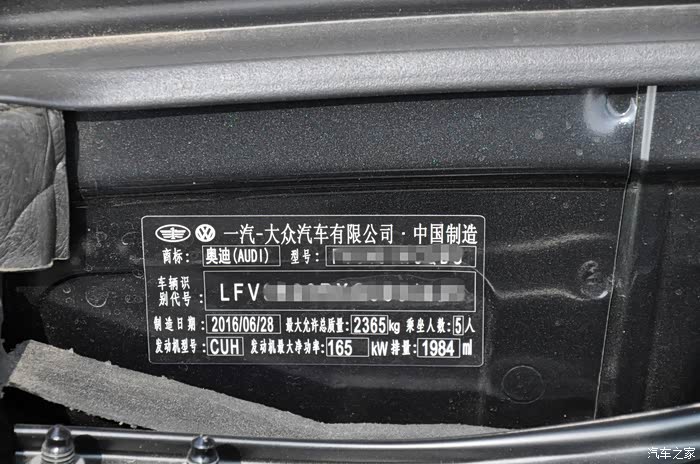 一汽-大众汽车有限公司·中国制造
商标: 奥迪(AUDI) 型号:
车辆识别代号: LFV
制造日期: 2016/06/28 最大允许总质量: 2365kg 乘坐人数: 5人
发动机型号: CUH 发动机最大净功率: 165 kW 排量: 1984 ml
汽车之家